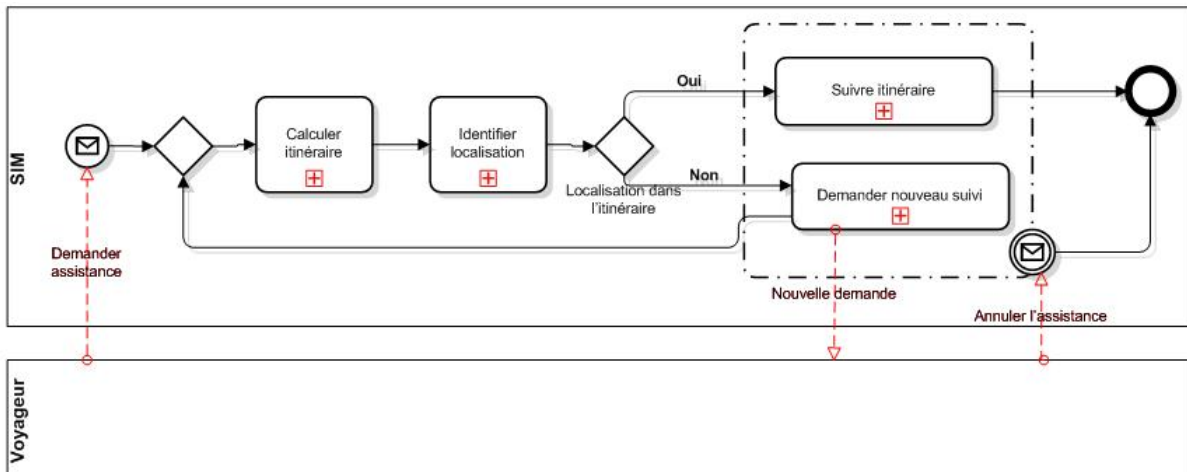 SIM
Demander
assistance
Calculer
itinéraire
Identifier
localisation
Localisation dans
l'itinéraire
Oui
Non
Suivre itinéraire
Demander nouveau suivi
Nouvelle demande
Annuler l'assistance
Voyageur